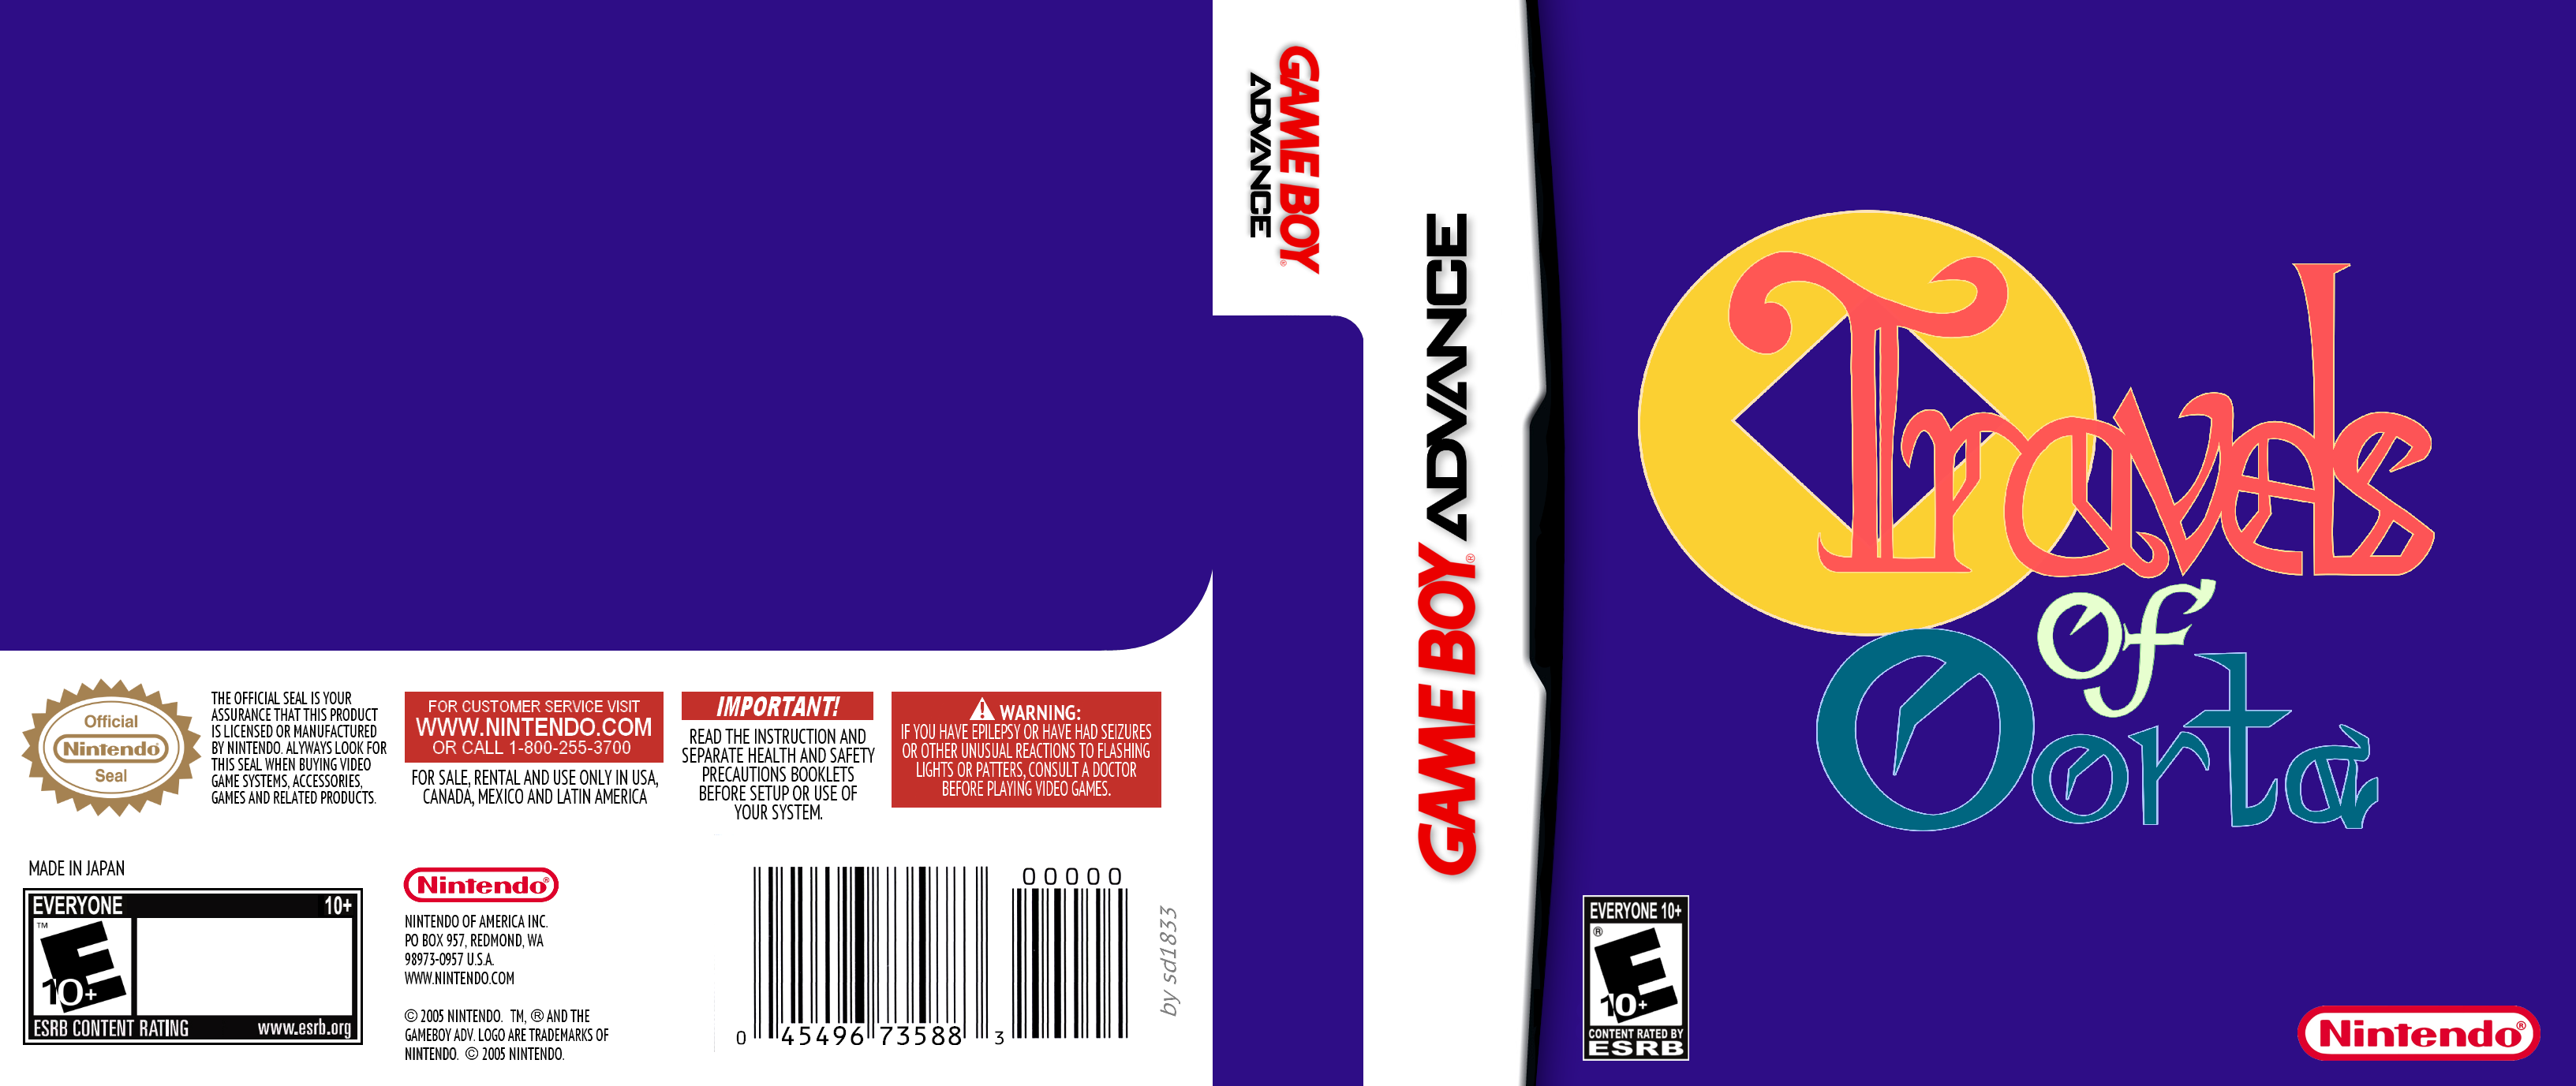 Official
Nintendo®
Seal
THE OFFICIAL SEAL IS YOUR
ASSURANCE THAT THIS PRODUCT
IS LICENSED OR MANUFACTURED
BY NINTENDO. ALYWAYS LOOK FOR
THIS SEAL WHEN BUYING VIDEO
GAME SYSTEMS, ACCESSORIES,
GAMES AND RELATED PRODUCTS.
FOR CUSTOMER SERVICE VISIT
WWW.NINTENDO.COM
OR CALL 1-800-255-3700
FOR SALE, RENTAL AND USE ONLY IN USA,
CANADA, MEXICO AND LATIN AMERICA
IMPORTANT!
READ THE INSTRUCTION AND
SEPARATE HEALTH AND SAFETY
PRECAUTIONS BOOKLETS
BEFORE SETUP OR USE OF
YOUR SYSTEM.
WARNING:
IF YOU HAVE EPILEPSY OR HAVE HAD SEIZURES
OR OTHER UNUSUAL REACTIONS TO FLASHING
LIGHTS OR PATTERS, CONSULT A DOCTOR
BEFORE PLAYING VIDEO GAMES.
MADE IN JAPAN
EVERYONE 10+
™
E
10+
ESRB CONTENT RATING www.esrb.org
Nintendo®
NINTENDO OF AMERICA INC.
PO BOX 957, REDMOND, WA
98973-0957 U.S.A.
WWW.NINTENDO.COM
© 2005 NINTENDO. TM, ® AND THE
GAMEBOY ADV. LOGO ARE TRADEMARKS OF
NINTENDO. © 2005 NINTENDO.
00000
0 45496 73588 3
by sd1833
GAME BOY®
ADVANCE
GAME BOY® ADVANCE
Travels
of
Oorta
EVERYONE 10+
®
E
10+
CONTENT RATED BY
ESRB
Nintendo®